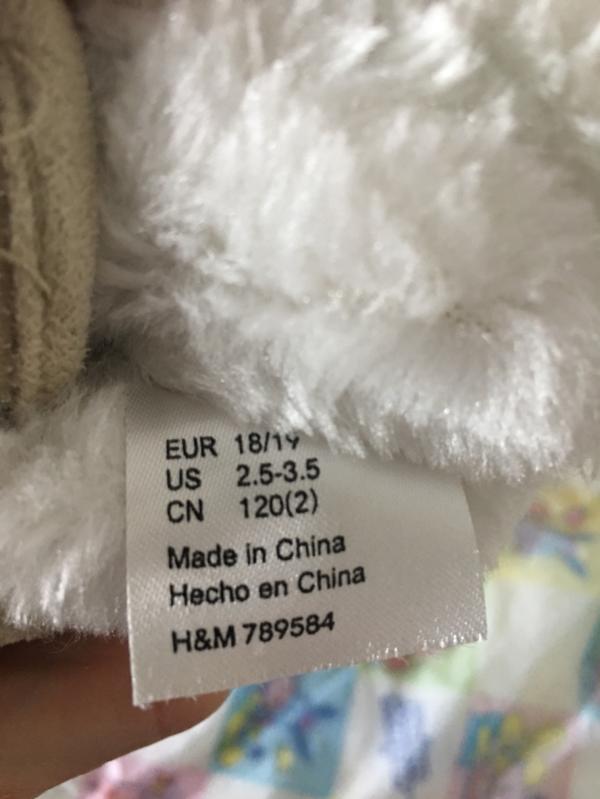 EUR 18/19
US 2.5-3.5
CN 120(2)
Made in China
Hecho en China
H&M 789584